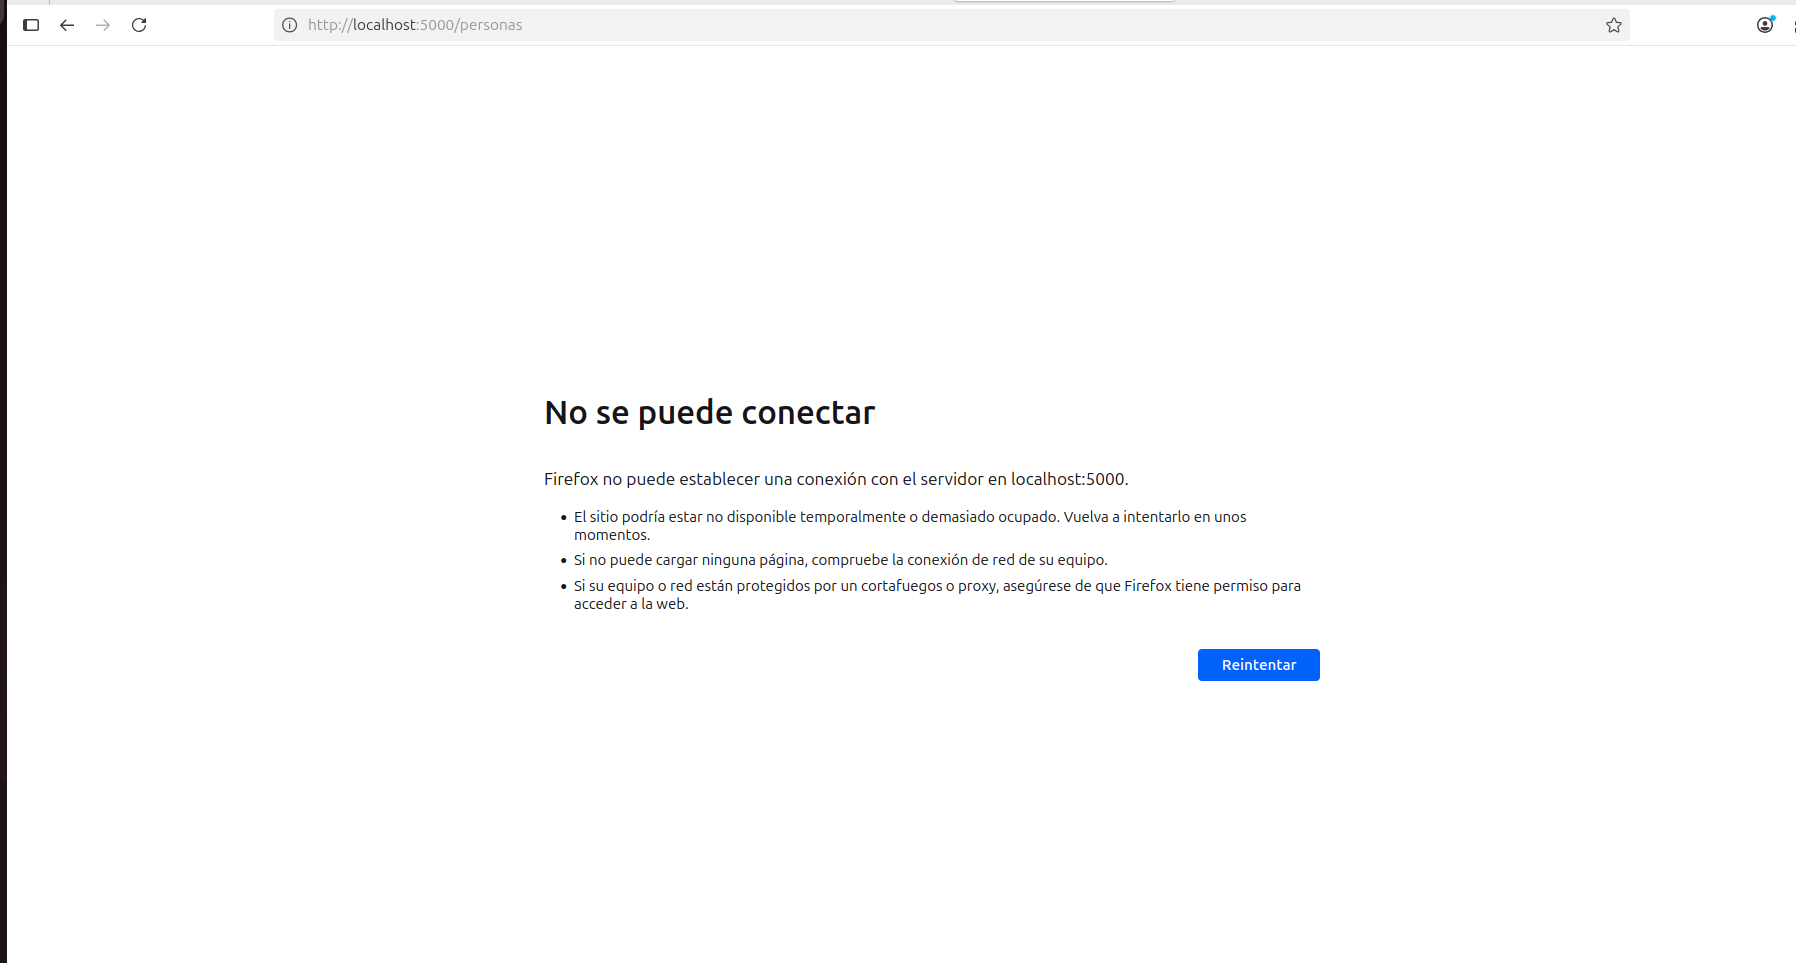 http://localhost:5000/personas
No se puede conectar
Firefox no puede establecer una conexión con el servidor en localhost:5000.
• El sitio podría estar no disponible temporalmente o demasiado ocupado. Vuelva a intentarlo en unos
momentos.
• Si no puede cargar ninguna página, compruebe la conexión de red de su equipo.
• Si su equipo o red están protegidos por un cortafuegos o proxy, asegúrese de que Firefox tiene permiso para
acceder a la web.
Reintentar